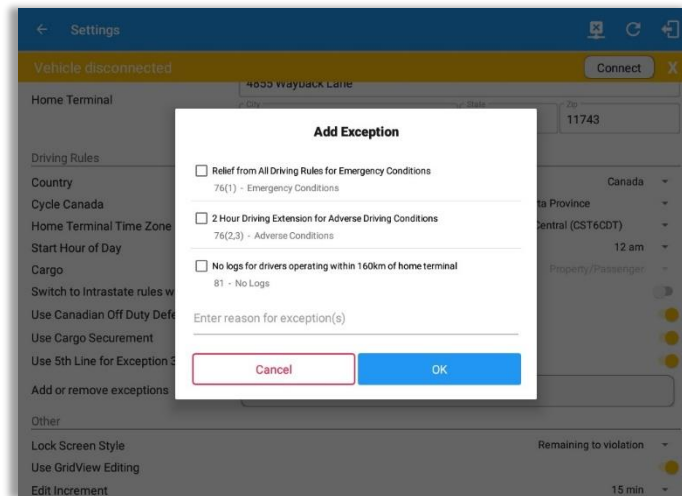 Settings
Vehicle disconnected
Connect
X
4855 Wayback Lane
Home Terminal
City
State
Zip
11743
Add Exception
Relief from All Driving Rules for Emergency Conditions
76(1) - Emergency Conditions
2 Hour Driving Extension for Adverse Driving Conditions
76(2,3) - Adverse Conditions
No logs for drivers operating within 160km of home terminal
81 - No Logs
Enter reason for exception(s)
Cancel
OK
Driving Rules
Country
Canada
Cycle Canada
ta Province
Home Terminal Time Zone
Central (CST6CDT)
Start Hour of Day
12 am
Cargo
Property/Passenger
Switch to Intrastate rules w
Use Canadian Off Duty Defe
Use Cargo Securement
Use 5th Line for Exception 3
Add or remove exceptions
Other
Lock Screen Style
Remaining to violation
Use GridView Editing
Edit Increment
15 min